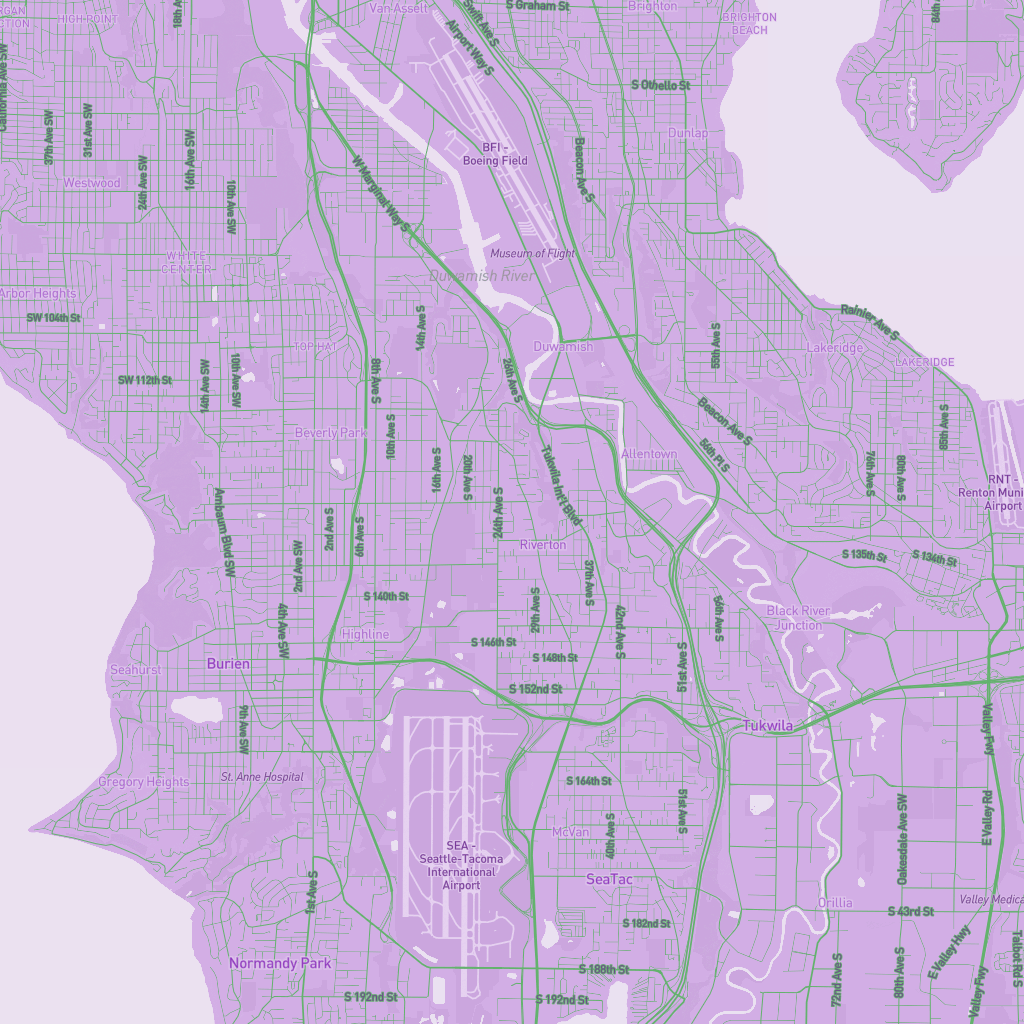 Van Asselt
S Graham St
Brighton
BRIGHTON
BEACH
HIGH POINT
18th
86th A
Swift Ave S
Airport Way S
S Othello St
California Ave SW
37th Ave SW
31st Ave SW
16th Ave SW
24th Ave SW
10th Ave SW
Westwood
Dunlap
BFI -
Boeing Field
Beacon Ave S
W Marginal Way S
WHITE
CENTER
Museum of Flight
Duwamish River
Arbor Heights
SW 104th St
14th Ave S
Rainier Ave S
TOP HAT
Duwamish
55th Ave S
Lakeridge
LAKERIDGE
SW 112th St
14th Ave SW
10th Ave SW
8th Ave S
26th Ave S
Beverly Park
10th Ave S
Beacon Ave S
85th Ave S
16th Ave S
20th Ave S
Allentown
56th Pl S
76th Ave S
80th Ave S
RNT -
Renton Muni
Airport
Tukwila Int'l Blvd
24th Ave S
Ambaum Blvd SW
2nd Ave S
6th Ave S
Riverton
S 135th St
S 134th St
2nd Ave SW
37th Ave S
S 140th St
29th Ave S
42nd Ave S
56th Ave S
Black River
Junction
4th Ave SW
Highline
S 146th St
S 148th St
51st Ave S
Seahurst
Burien
S 152nd St
9th Ave SW
Tukwila
Valley Fwy
St. Anne Hospital
Gregory Heights
S 164th St
51st Ave S
McVan
40th Ave S
Oakesdale Ave SW
E Valley Rd
SEA -
Seattle-Tacoma
International
Airport
SeaTac
1st Ave S
Orillia
Valley Medica
S 43rd St
S 182nd St
E Valley Hwy
Talbot Rd S
Normandy Park
S 188th St
72nd Ave S
80th Ave S
Valley Fwy
S 192nd St
S 192nd St